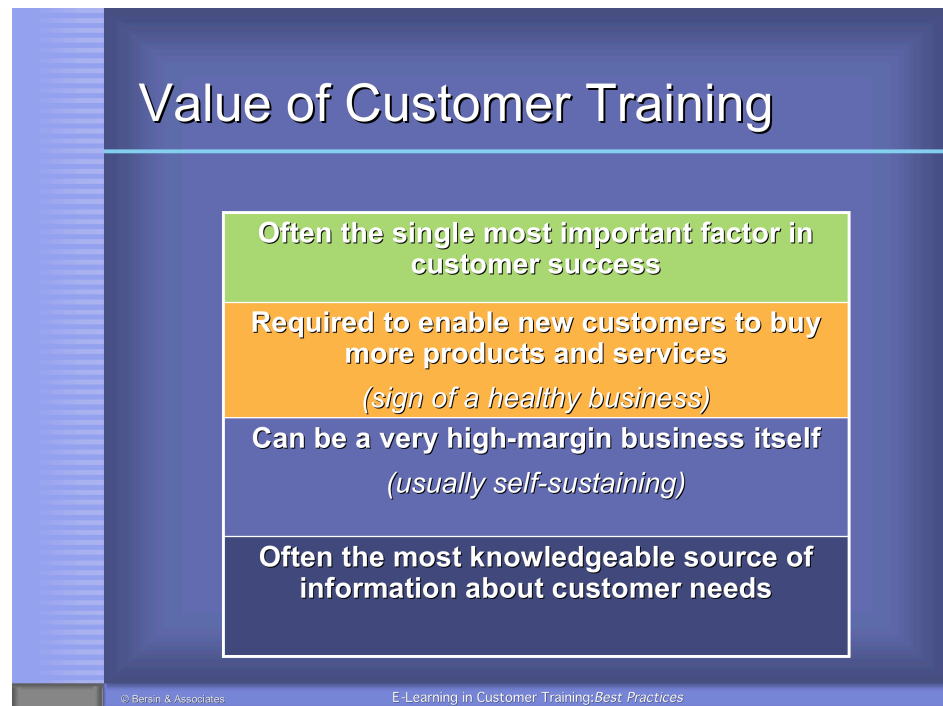 Value of Customer Training
Often the single most important factor in
customer success
Required to enable new customers to buy
more products and services
(sign of a healthy business)
Can be a very high-margin business itself
(usually self-sustaining)
Often the most knowledgeable source of
information about customer needs
© Bersin & Associates
E-Learning in Customer Training:Best Practices